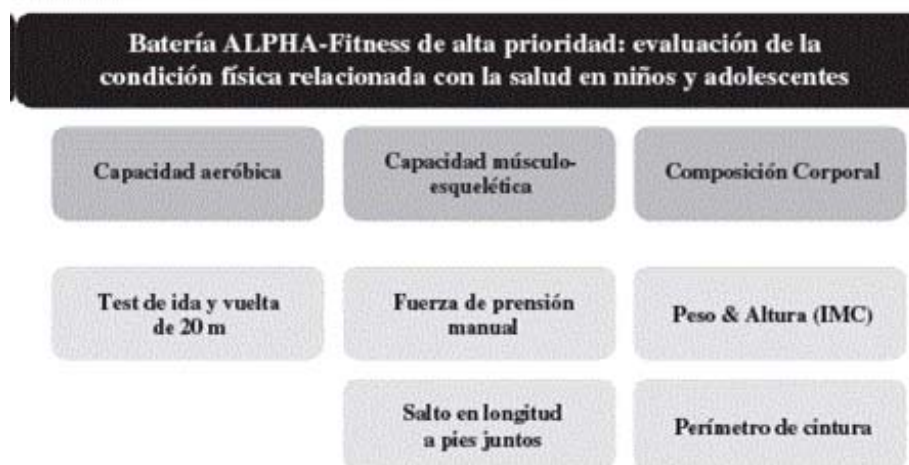 Batería ALPHA-Fitness de alta prioridad: evaluación de la
condición física relacionada con la salud en niños y adolescentes
Capacidad aeróbica
Capacidad músculo-
esquelética
Composición Corporal
Test de ida y vuelta
de 20 m
Fuerza de prensión
manual
Peso & Altura (IMC)
Salto en longitud
a pies juntos
Perímetro de cintura